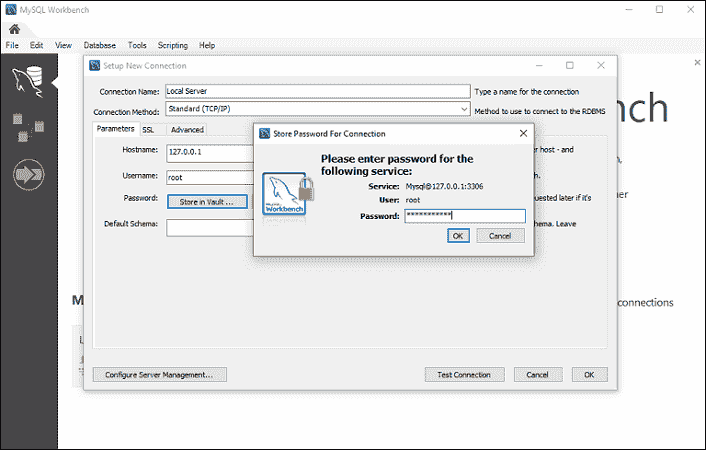 MySQL Workbench
File Edit View Database Tools Scripting Help
Setup New Connection
Connection Name: Local Server Type a name for the connection
Connection Method: Standard (TCP/IP) Method to use to connect to the RDBMS
Parameters SSL Advanced
Hostname: 127.0.0.1 host - and
Username: root
Password: Store in Vault ... later if it's
Default Schema: Leave
Store Password For Connection
Please enter password for the
following service:
Service: Mysql@127.0.0.1:3306
User: root
Password: ************
OK Cancel
MySQL
Workbench
nch
connections
Configure Server Management... Test Connection Cancel OK